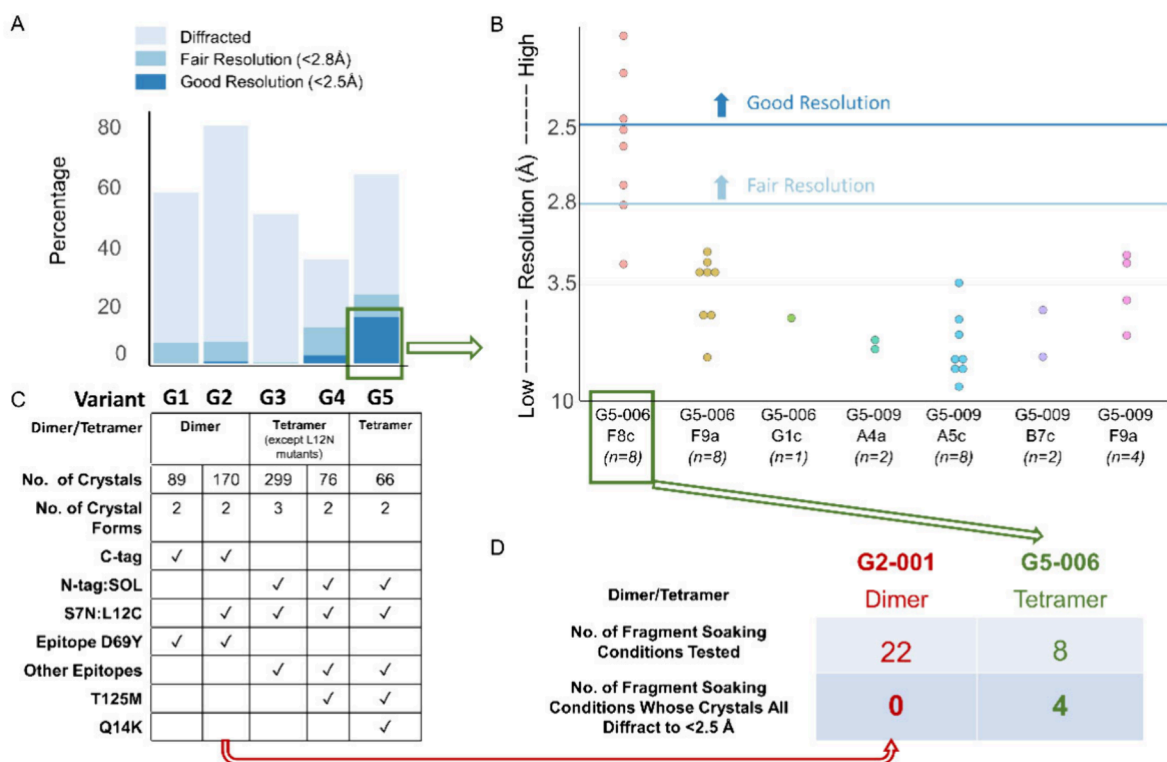 A
Diffracted
Fair Resolution (<2.8Å)
Good Resolution (<2.5Å)
Percentage
80
60
40
20
0
B
Low ------ Resolution (Å) ------ High
2.5
2.8
3.5
10
Good Resolution
Fair Resolution
G5-006 G5-006 G5-006 G5-009 G5-009 G5-009 G5-009
F8c F9a G1c A4a A5c B7c F9a
(n=8) (n=8) (n=1) (n=2) (n=8) (n=2) (n=4)
C
Variant G1 G2 G3 G4 G5
Dimer/Tetramer Dimer Tetramer (except L12N mutants) Tetramer
No. of Crystals 89 170 299 76 66
No. of Crystal Forms 2 2 3 2 2
C-tag ✓ ✓
N-tag:SOL ✓ ✓ ✓
S7N:L12C ✓ ✓ ✓ ✓
Epitope D69Y ✓ ✓
Other Epitopes ✓ ✓ ✓
T125M ✓ ✓
Q14K ✓
D
G2-001 G5-006
Dimer/Tetramer Dimer Tetramer
No. of Fragment Soaking
Conditions Tested
22 8
No. of Fragment Soaking
Conditions Whose Crystals All
Diffract to <2.5 Å
0 4